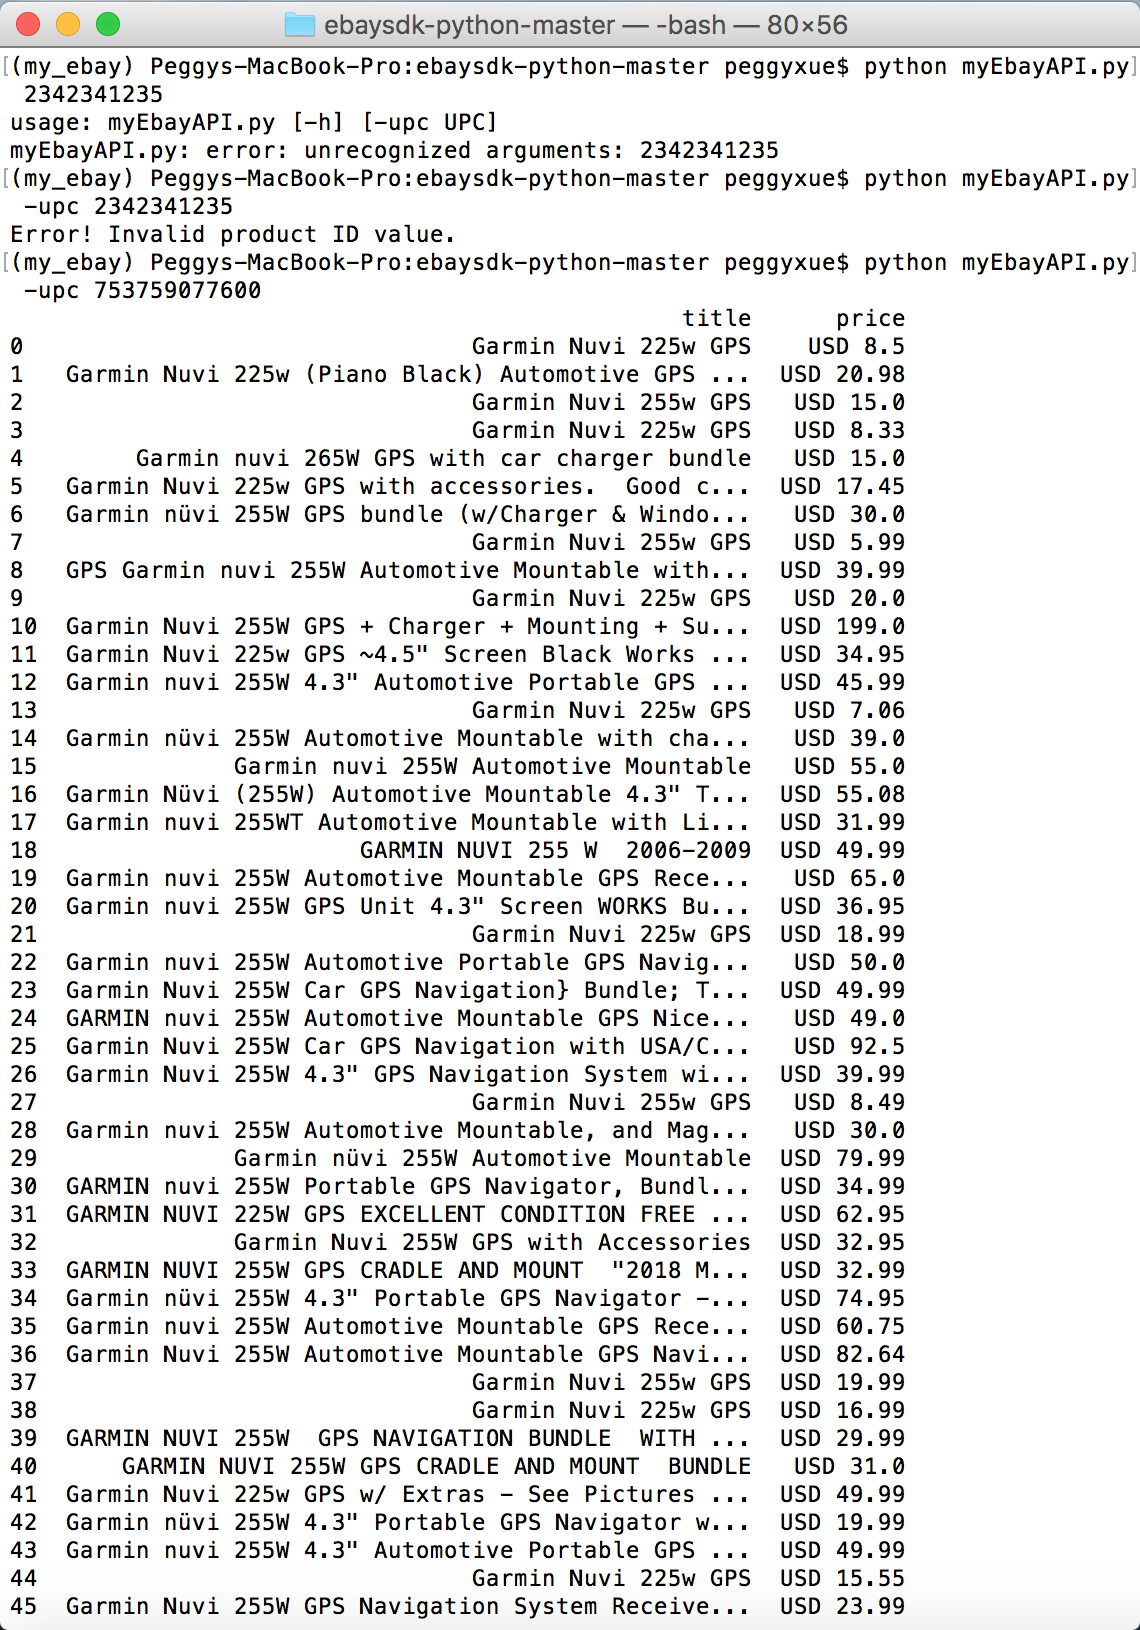 ebaysdk-python-master — -bash — 80×56
[(my_ebay) Peggys-MacBook-Pro:ebaysdk-python-master peggyxue$ python myEbayAPI.py]
 2342341235
usage: myEbayAPI.py [-h] [-upc UPC]
myEbayAPI.py: error: unrecognized arguments: 2342341235
[(my_ebay) Peggys-MacBook-Pro:ebaysdk-python-master peggyxue$ python myEbayAPI.py]
 -upc 2342341235
Error! Invalid product ID value.
[(my_ebay) Peggys-MacBook-Pro:ebaysdk-python-master peggyxue$ python myEbayAPI.py]
 -upc 753759077600
                                                title      price
0                                Garmin Nuvi 225w GPS    USD 8.5
1   Garmin Nuvi 225w (Piano Black) Automotive GPS ...  USD 20.98
2                                Garmin Nuvi 255w GPS   USD 15.0
3                                Garmin Nuvi 225w GPS   USD 8.33
4        Garmin nuvi 265W GPS with car charger bundle   USD 15.0
5   Garmin Nuvi 225w GPS with accessories.  Good c...  USD 17.45
6   Garmin nüvi 255W GPS bundle (w/Charger & Windo...   USD 30.0
7                                Garmin Nuvi 255w GPS   USD 5.99
8   GPS Garmin nuvi 255W Automotive Mountable with...  USD 39.99
9                                Garmin Nuvi 225w GPS   USD 20.0
10  Garmin Nuvi 255W GPS + Charger + Mounting + Su...  USD 199.0
11  Garmin Nuvi 225w GPS ~4.5" Screen Black Works ...  USD 34.95
12  Garmin nuvi 255W 4.3" Automotive Portable GPS ...  USD 45.99
13                               Garmin Nuvi 225w GPS   USD 7.06
14  Garmin nüvi 255W Automotive Mountable with cha...   USD 39.0
15              Garmin nuvi 255W Automotive Mountable   USD 55.0
16  Garmin Nüvi (255W) Automotive Mountable 4.3" T...  USD 55.08
17  Garmin nuvi 255WT Automotive Mountable with Li...  USD 31.99
18                       GARMIN NUVI 255 W  2006-2009  USD 49.99
19  Garmin nuvi 255W Automotive Mountable GPS Rece...   USD 65.0
20  Garmin nuvi 255W GPS Unit 4.3" Screen WORKS Bu...  USD 36.95
21                               Garmin Nuvi 225w GPS  USD 18.99
22  Garmin nuvi 255W Automotive Portable GPS Navig...   USD 50.0
23  Garmin Nuvi 255W Car GPS Navigation} Bundle; T...  USD 49.99
24  GARMIN nuvi 255W Automotive Mountable GPS Nice...   USD 49.0
25  Garmin Nuvi 255W Car GPS Navigation with USA/C...   USD 92.5
26  Garmin Nuvi 255W 4.3" GPS Navigation System wi...  USD 39.99
27                               Garmin Nuvi 255w GPS   USD 8.49
28  Garmin nuvi 255W Automotive Mountable, and Mag...   USD 30.0
29              Garmin nüvi 255W Automotive Mountable  USD 79.99
30  GARMIN nuvi 255W Portable GPS Navigator, Bundl...  USD 34.99
31  GARMIN NUVI 225W GPS EXCELLENT CONDITION FREE ...  USD 62.95
32              Garmin Nuvi 255W GPS with Accessories  USD 32.95
33  GARMIN NUVI 255W GPS CRADLE AND MOUNT  "2018 M...  USD 32.99
34  Garmin nüvi 255W 4.3" Portable GPS Navigator -...  USD 74.95
35  Garmin nuvi 255W Automotive Mountable GPS Rece...  USD 60.75
36  Garmin Nuvi 255W Automotive Mountable GPS Navi...  USD 82.64
37                               Garmin Nuvi 255w GPS  USD 19.99
38                               Garmin Nuvi 225w GPS  USD 16.99
39  GARMIN NUVI 255W  GPS NAVIGATION BUNDLE  WITH ...  USD 29.99
40      GARMIN NUVI 255W GPS CRADLE AND MOUNT  BUNDLE   USD 31.0
41  Garmin Nuvi 225w GPS w/ Extras - See Pictures ...  USD 49.99
42  Garmin nüvi 255W 4.3" Portable GPS Navigator w...  USD 19.99
43  Garmin nuvi 255W 4.3" Automotive Portable GPS ...  USD 49.99
44                               Garmin Nuvi 225w GPS  USD 15.55
45  Garmin Nuvi 255W GPS Navigation System Receive...  USD 23.99